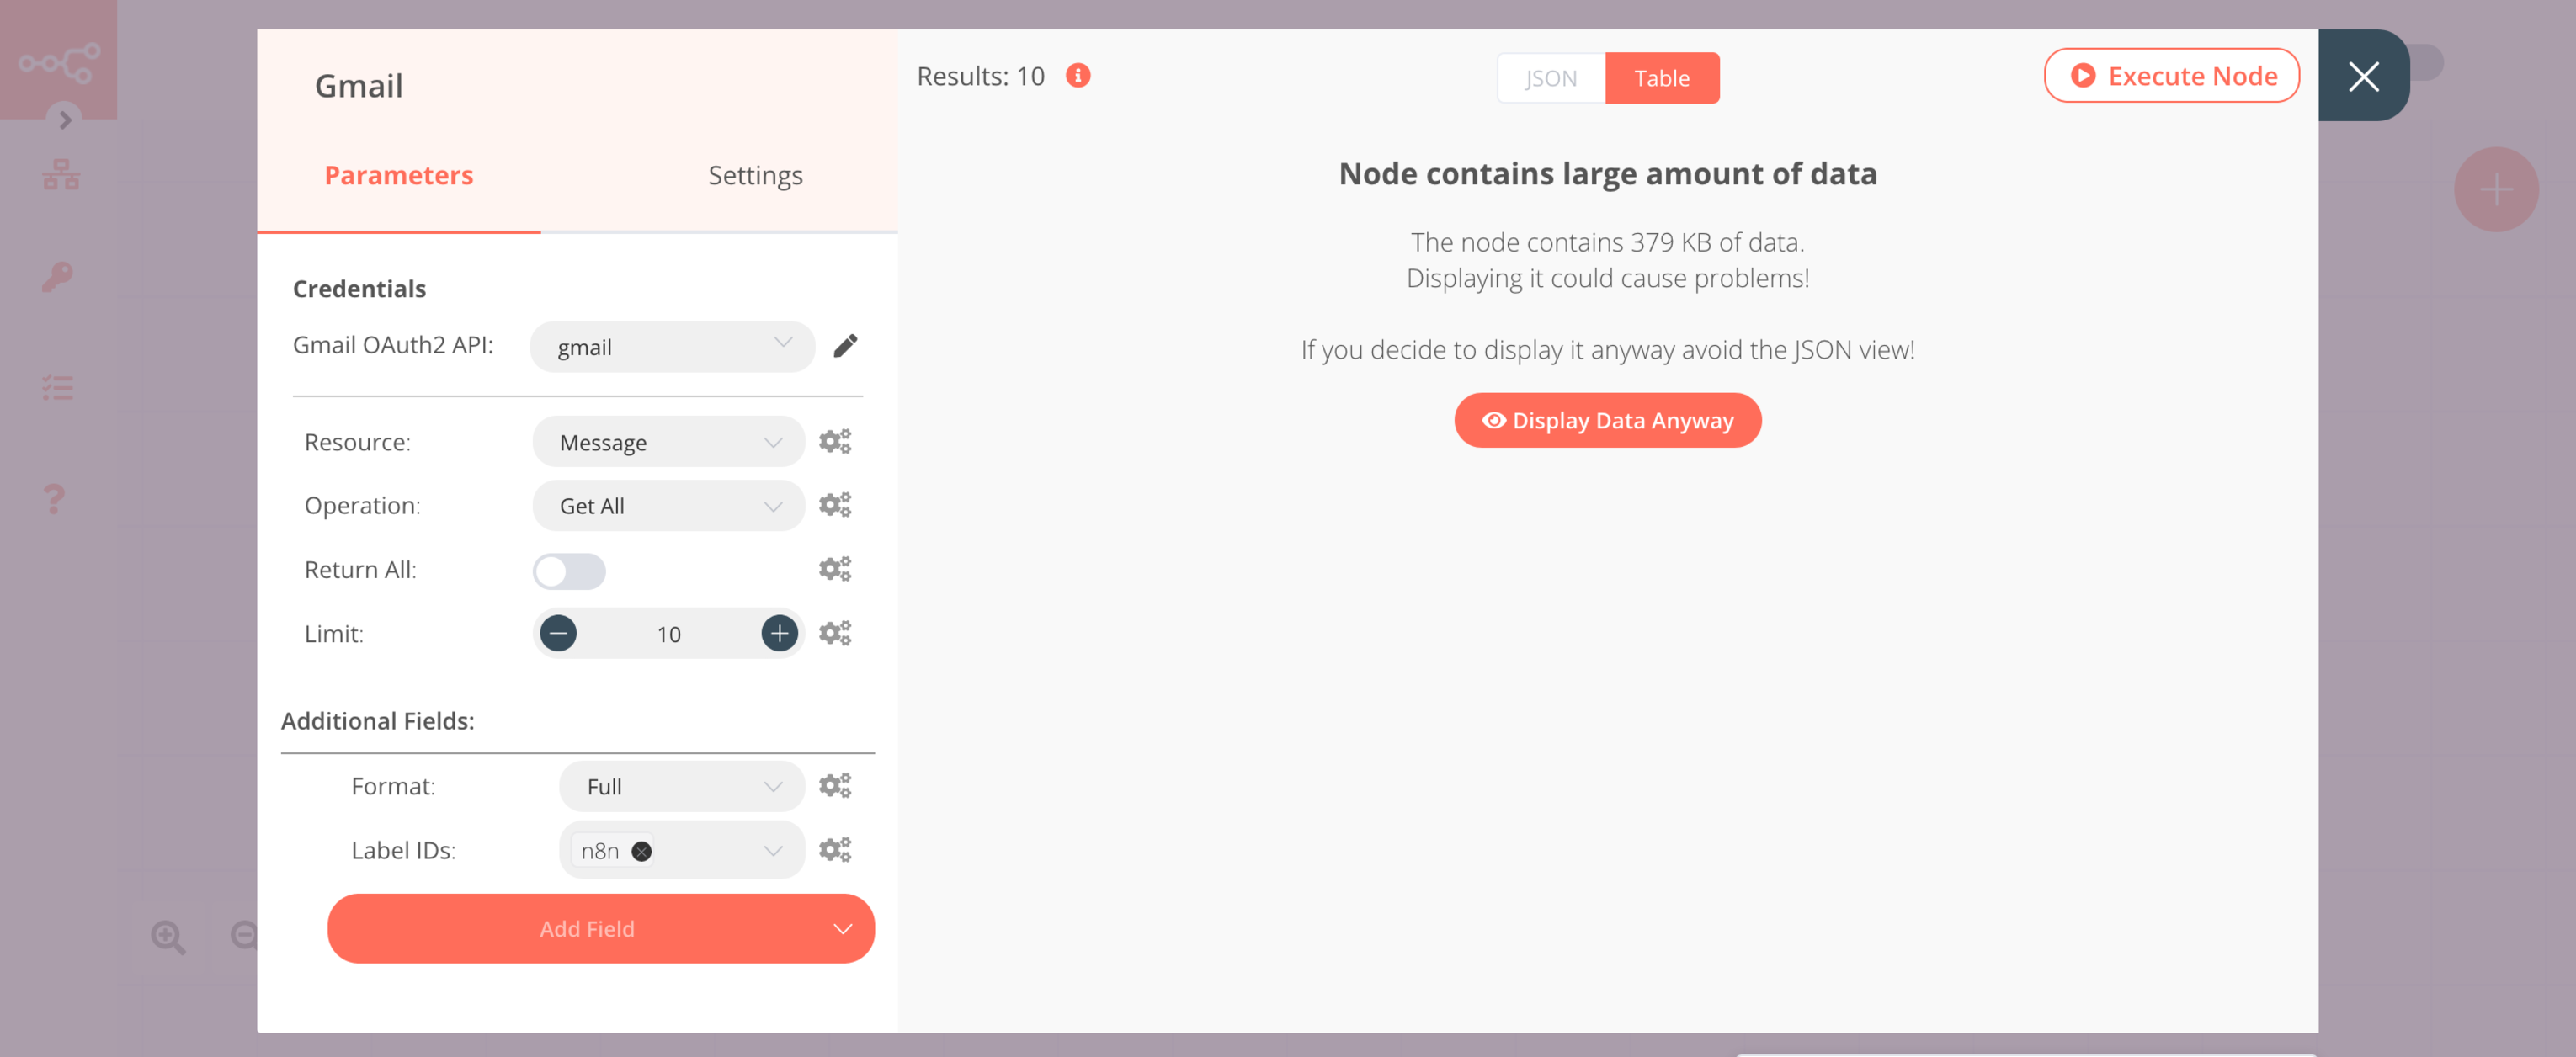 Gmail
Parameters Settings
Credentials
Gmail OAuth2 API: gmail
Resource: Message
Operation: Get All
Return All:
Limit: 10
Additional Fields:
Format: Full
Label IDs: n8n
Add Field
Results: 10
JSON Table
Execute Node
Node contains large amount of data
The node contains 379 KB of data.
Displaying it could cause problems!
If you decide to display it anyway avoid the JSON view!
Display Data Anyway